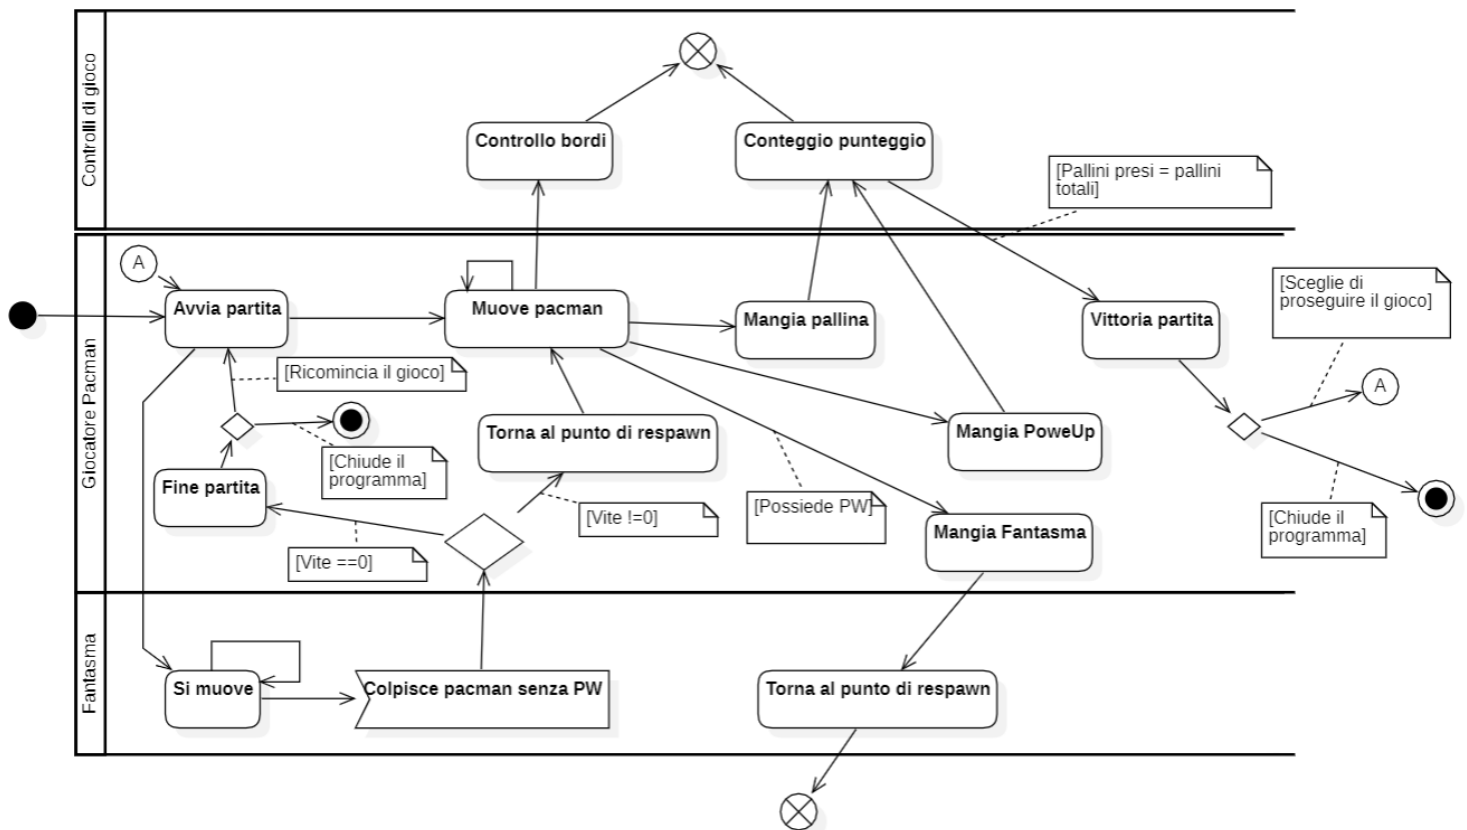 Controlli di gioco
Controllo bordi
Conteggio punteggio
[Pallini presi = pallini
totali]
Giocatore Pacman
A
Avvia partita
Muove pacman
Mangia pallina
Vittoria partita
[Sceglie di
proseguire il gioco]
[Ricomincia il gioco]
A
Torna al punto di respawn
Mangia PoweUp
[Chiude il
programma]
Fine partita
[Vite !=0]
[Possiede PW]
Mangia Fantasma
[Chiude il
programma]
[Vite ==0]
Fantasma
Si muove
Colpisce pacman senza PW
Torna al punto di respawn